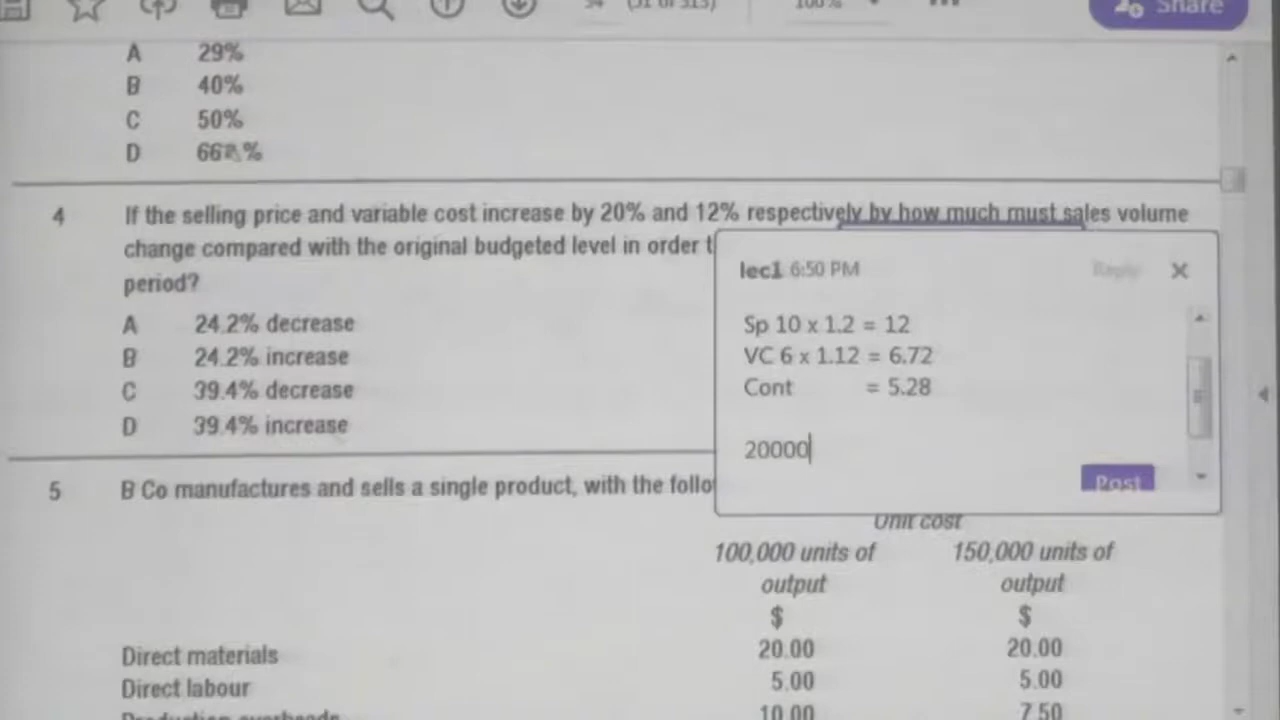 100%
Share
A 29%
B 40%
C 50%
D %
4 If the selling price and variable cost increase by 20% and 12% respectively by how much must sales volume
change compared with the original budgeted level in order t
period?
A 24.2% decrease
B 24.2% increase
C 39.4% decrease
D 39.4% increase
lec1 6:50 PM Reply X
Sp 10 x 1.2 = 12
VC 6 x 1.12 = 6.72
Cont = 5.28
20000
Post
5 B Co manufactures and sells a single product, with the follo
Unit cost
100,000 units of 150,000 units of
output output
$ $
Direct materials 20.00 20.00
Direct labour 5.00 5.00
Production overheads 10.00 7.50